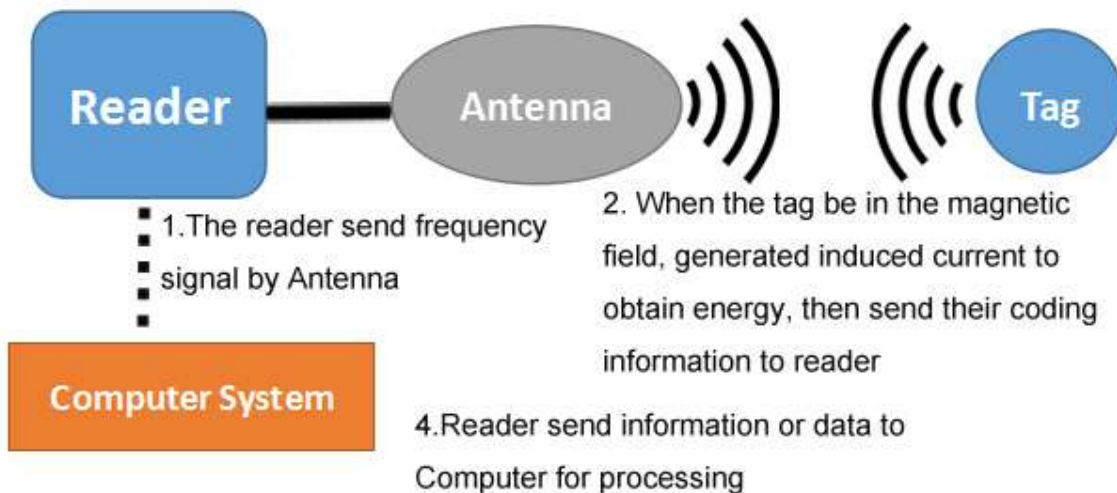 Reader
Antenna
Tag
1.The reader send frequency
signal by Antenna
2. When the tag be in the magnetic
field, generated induced current to
obtain energy, then send their coding
information to reader
Computer System
4.Reader send information or data to
Computer for processing